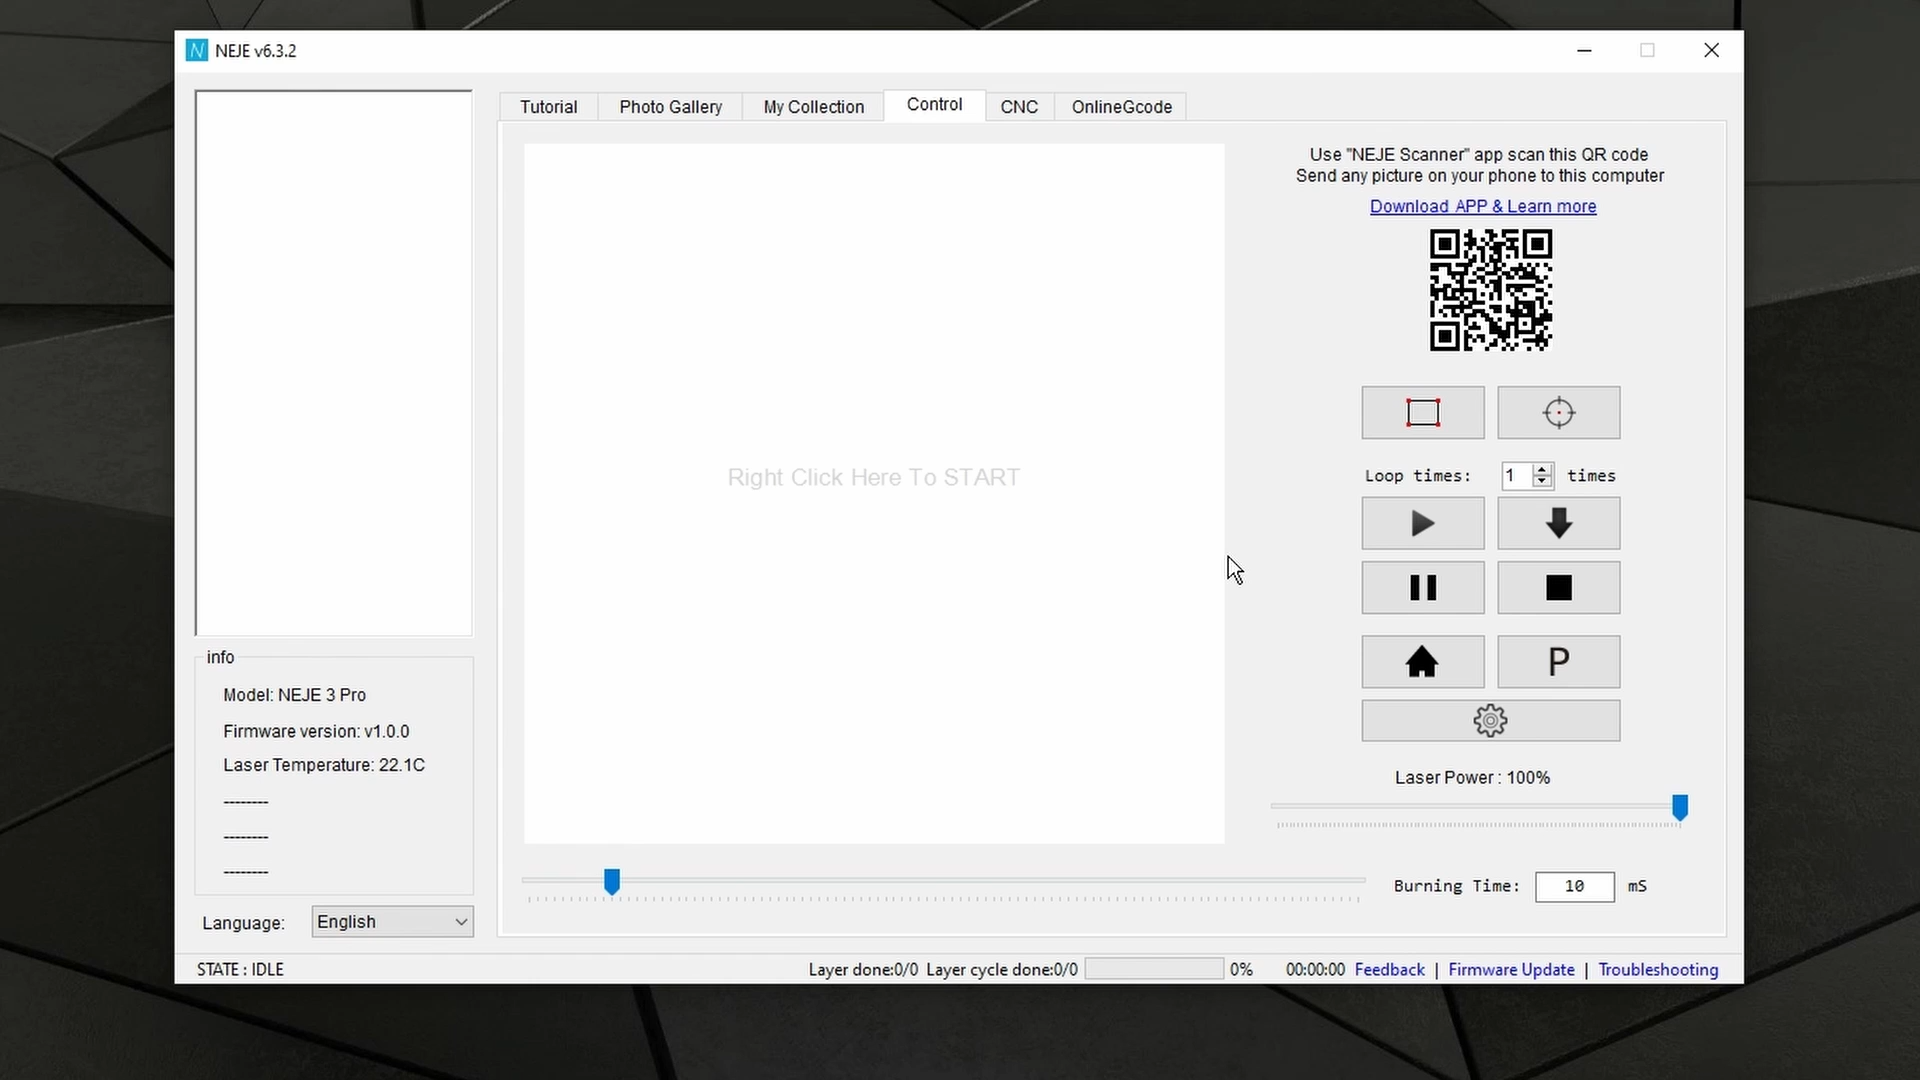 NEJE v6.3.2
Tutorial
Photo Gallery
My Collection
Control
CNC
OnlineGcode
Right Click Here To START
Use "NEJE Scanner" app scan this QR code
Send any picture on your phone to this computer
Download APP & Learn more
Loop times: 1 times
P
Laser Power : 100%
Burning Time: 10 mS
info
Model: NEJE 3 Pro
Firmware version: v1.0.0
Laser Temperature: 22.1C
--------
--------
--------
Language: English
STATE : IDLE
Layer done:0/0 Layer cycle done:0/0 0% 00:00:00 Feedback | Firmware Update | Troubleshooting